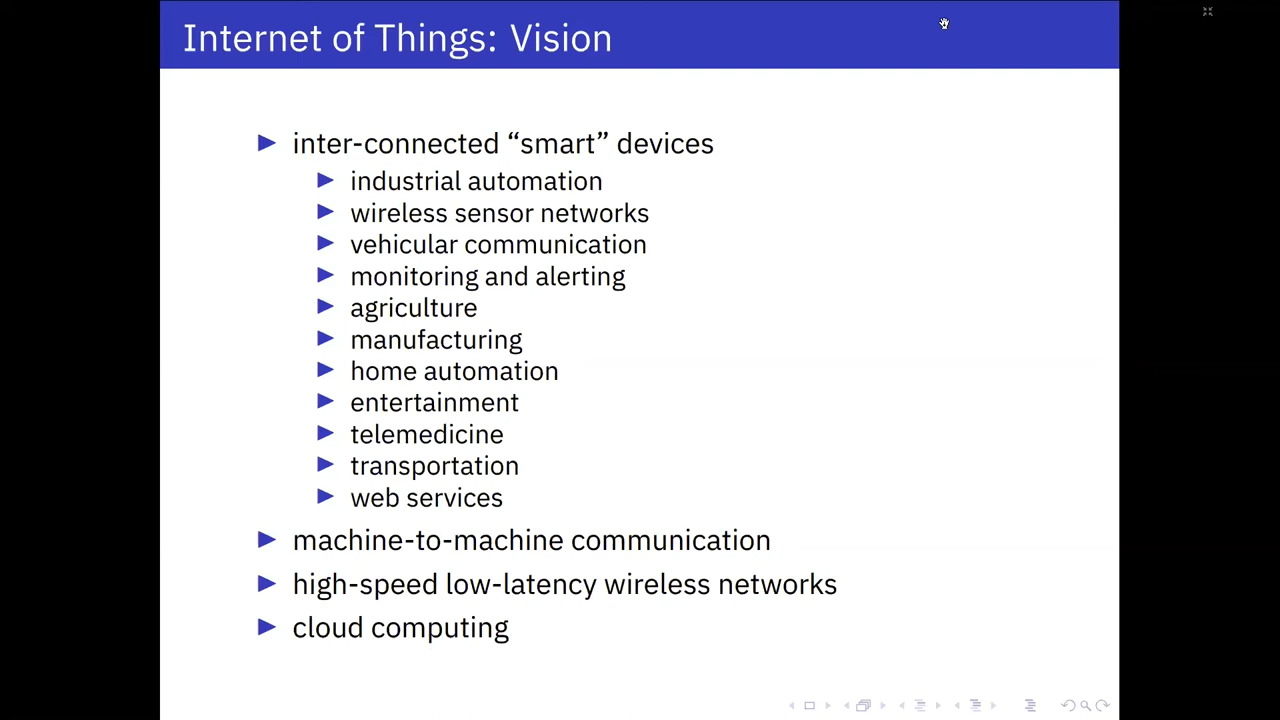 Internet of Things: Vision
inter-connected “smart” devices
industrial automation
wireless sensor networks
vehicular communication
monitoring and alerting
agriculture
manufacturing
home automation
entertainment
telemedicine
transportation
web services
machine-to-machine communication
high-speed low-latency wireless networks
cloud computing